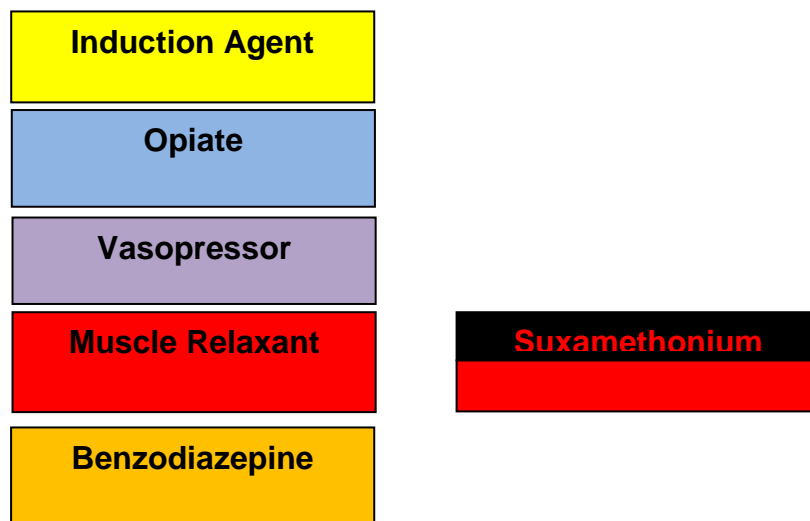 Induction Agent
Opiate
Vasopressor
Muscle Relaxant
Suxamethonium
Benzodiazepine